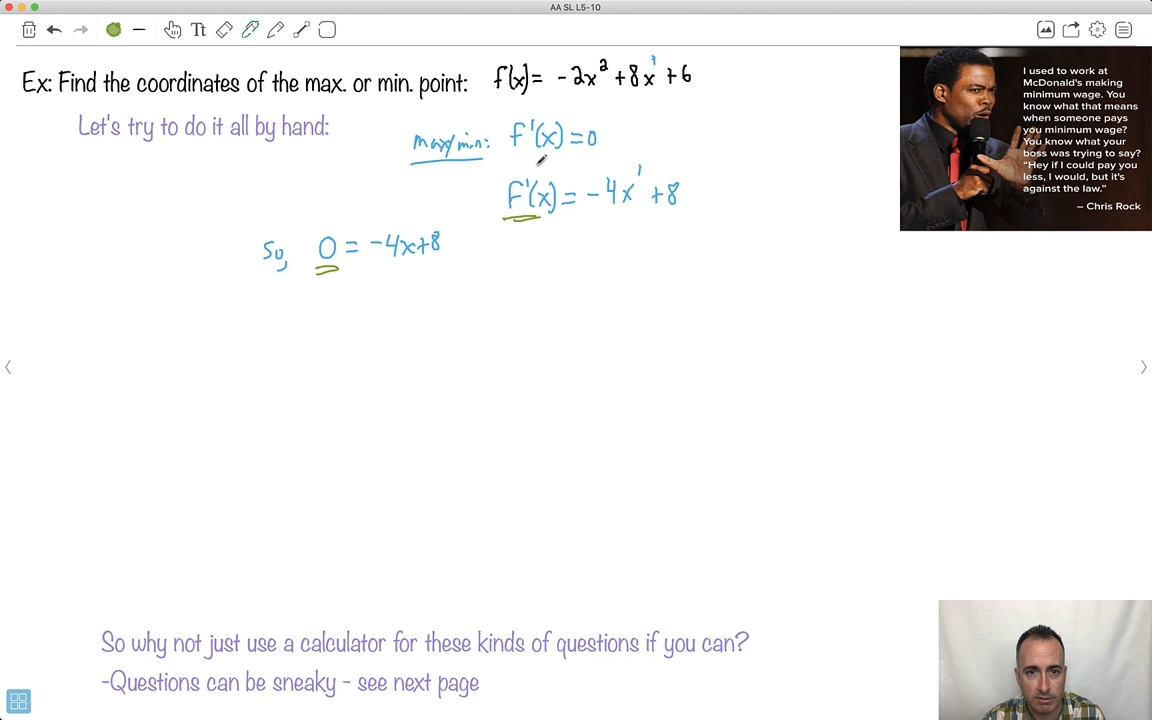 AA SL L5-10
Tt
Ex: Find the coordinates of the max. or min. point: f(x) = -2x² + 8x¹ + 6
Let's try to do it all by hand:
max/min: f'(x) = 0
f'(x) = -4x¹ + 8
So, 0 = -4x+8
I used to work at
McDonald's making
minimum wage. You
know what that means
when someone pays
you minimum wage?
You know what your
boss was trying to say?
“Hey if I could pay you
less, I would, but it's
against the law.”
– Chris Rock
So why not just use a calculator for these kinds of questions if you can?
-Questions can be sneaky - see next page